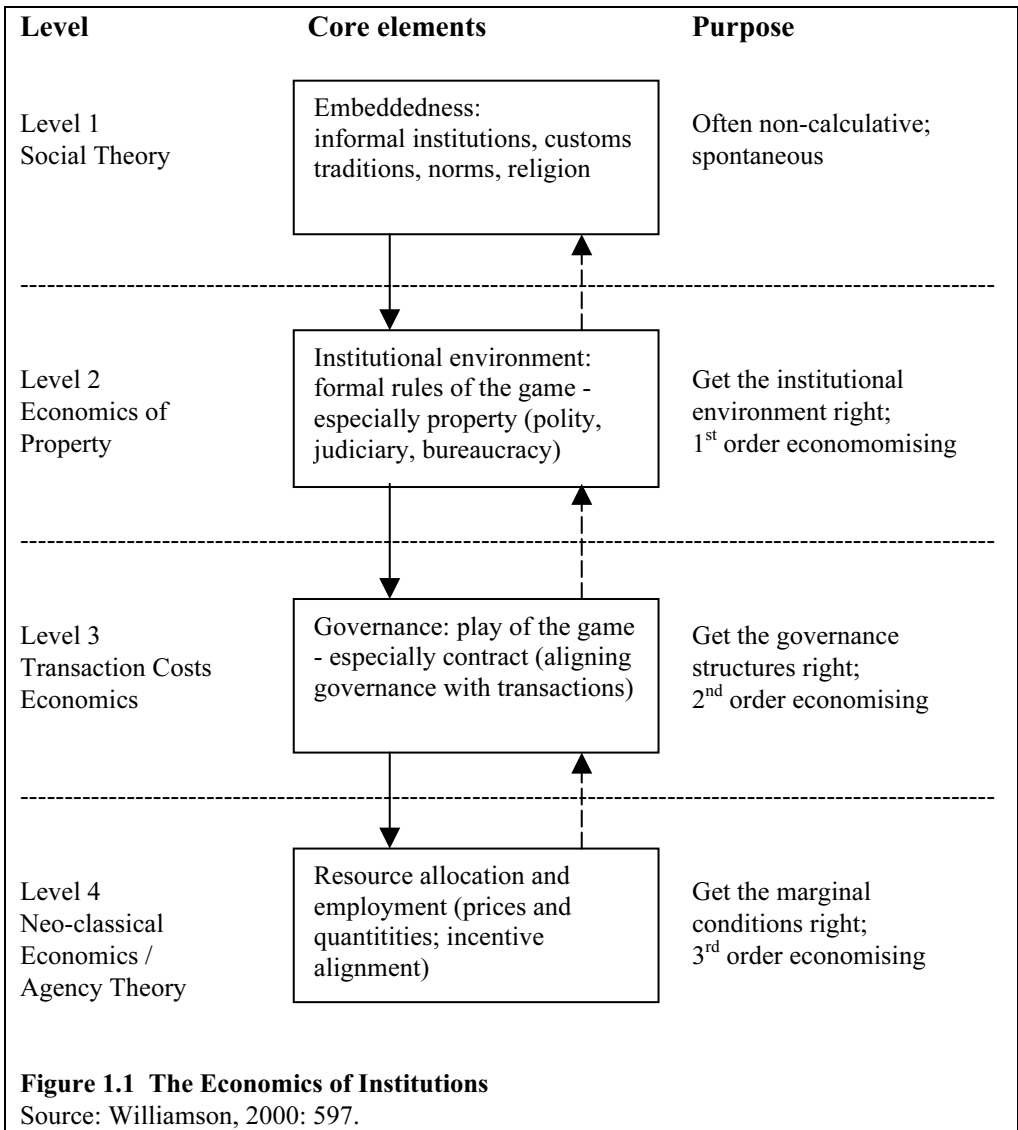 Level Core elements Purpose
Level 1
Social Theory
Embeddedness:
informal institutions, customs
traditions, norms, religion
Often non-calculative;
spontaneous
Level 2
Economics of
Property
Institutional environment:
formal rules of the game -
especially property (polity,
judiciary, bureaucracy)
Get the institutional
environment right;
1st order economomising
Level 3
Transaction Costs
Economics
Governance: play of the game
- especially contract (aligning
governance with transactions)
Get the governance
structures right;
2nd order economising
Level 4
Neo-classical
Economics /
Agency Theory
Resource allocation and
employment (prices and
quantitities; incentive
alignment)
Get the marginal
conditions right;
3rd order economising
Figure 1.1 The Economics of Institutions
Source: Williamson, 2000: 597.